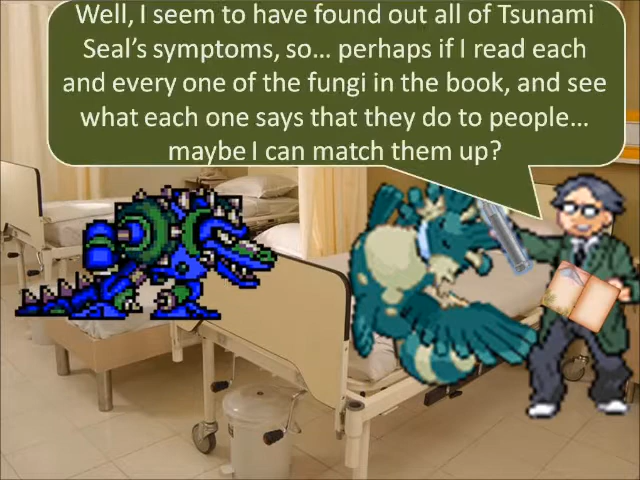 Well, I seem to have found out all of Tsunami
Seal’s symptoms, so… perhaps if I read each
and every one of the fungi in the book, and see
what each one says that they do to people…
maybe I can match them up?